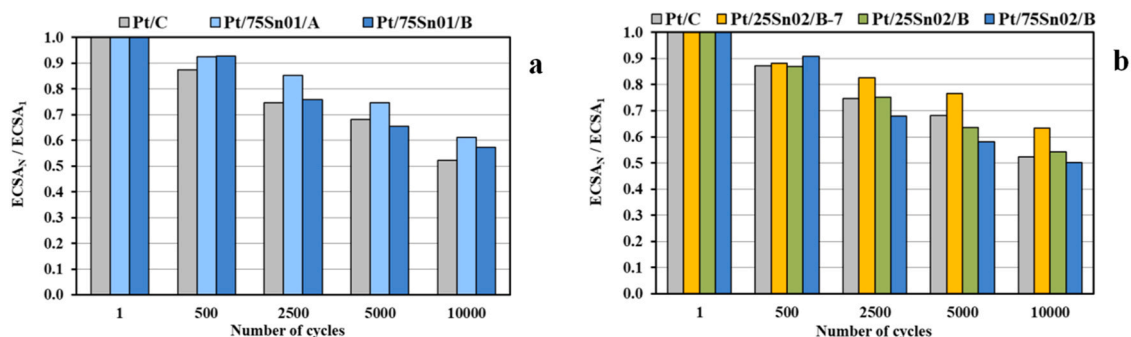 Pt/C Pt/75Sn01/A Pt/75Sn01/B
1.0
0.9
0.8
0.7
0.6
0.5
0.4
0.3
0.2
0.1
0.0
ECSA_N / ECSA_1
1 500 2500 5000 10000
Number of cycles
a
Pt/C Pt/25Sn02/B-7 Pt/25Sn02/B Pt/75Sn02/B
1.0
0.9
0.8
0.7
0.6
0.5
0.4
0.3
0.2
0.1
0.0
ECSA_N / ECSA_1
1 500 2500 5000 10000
Number of cycles
b